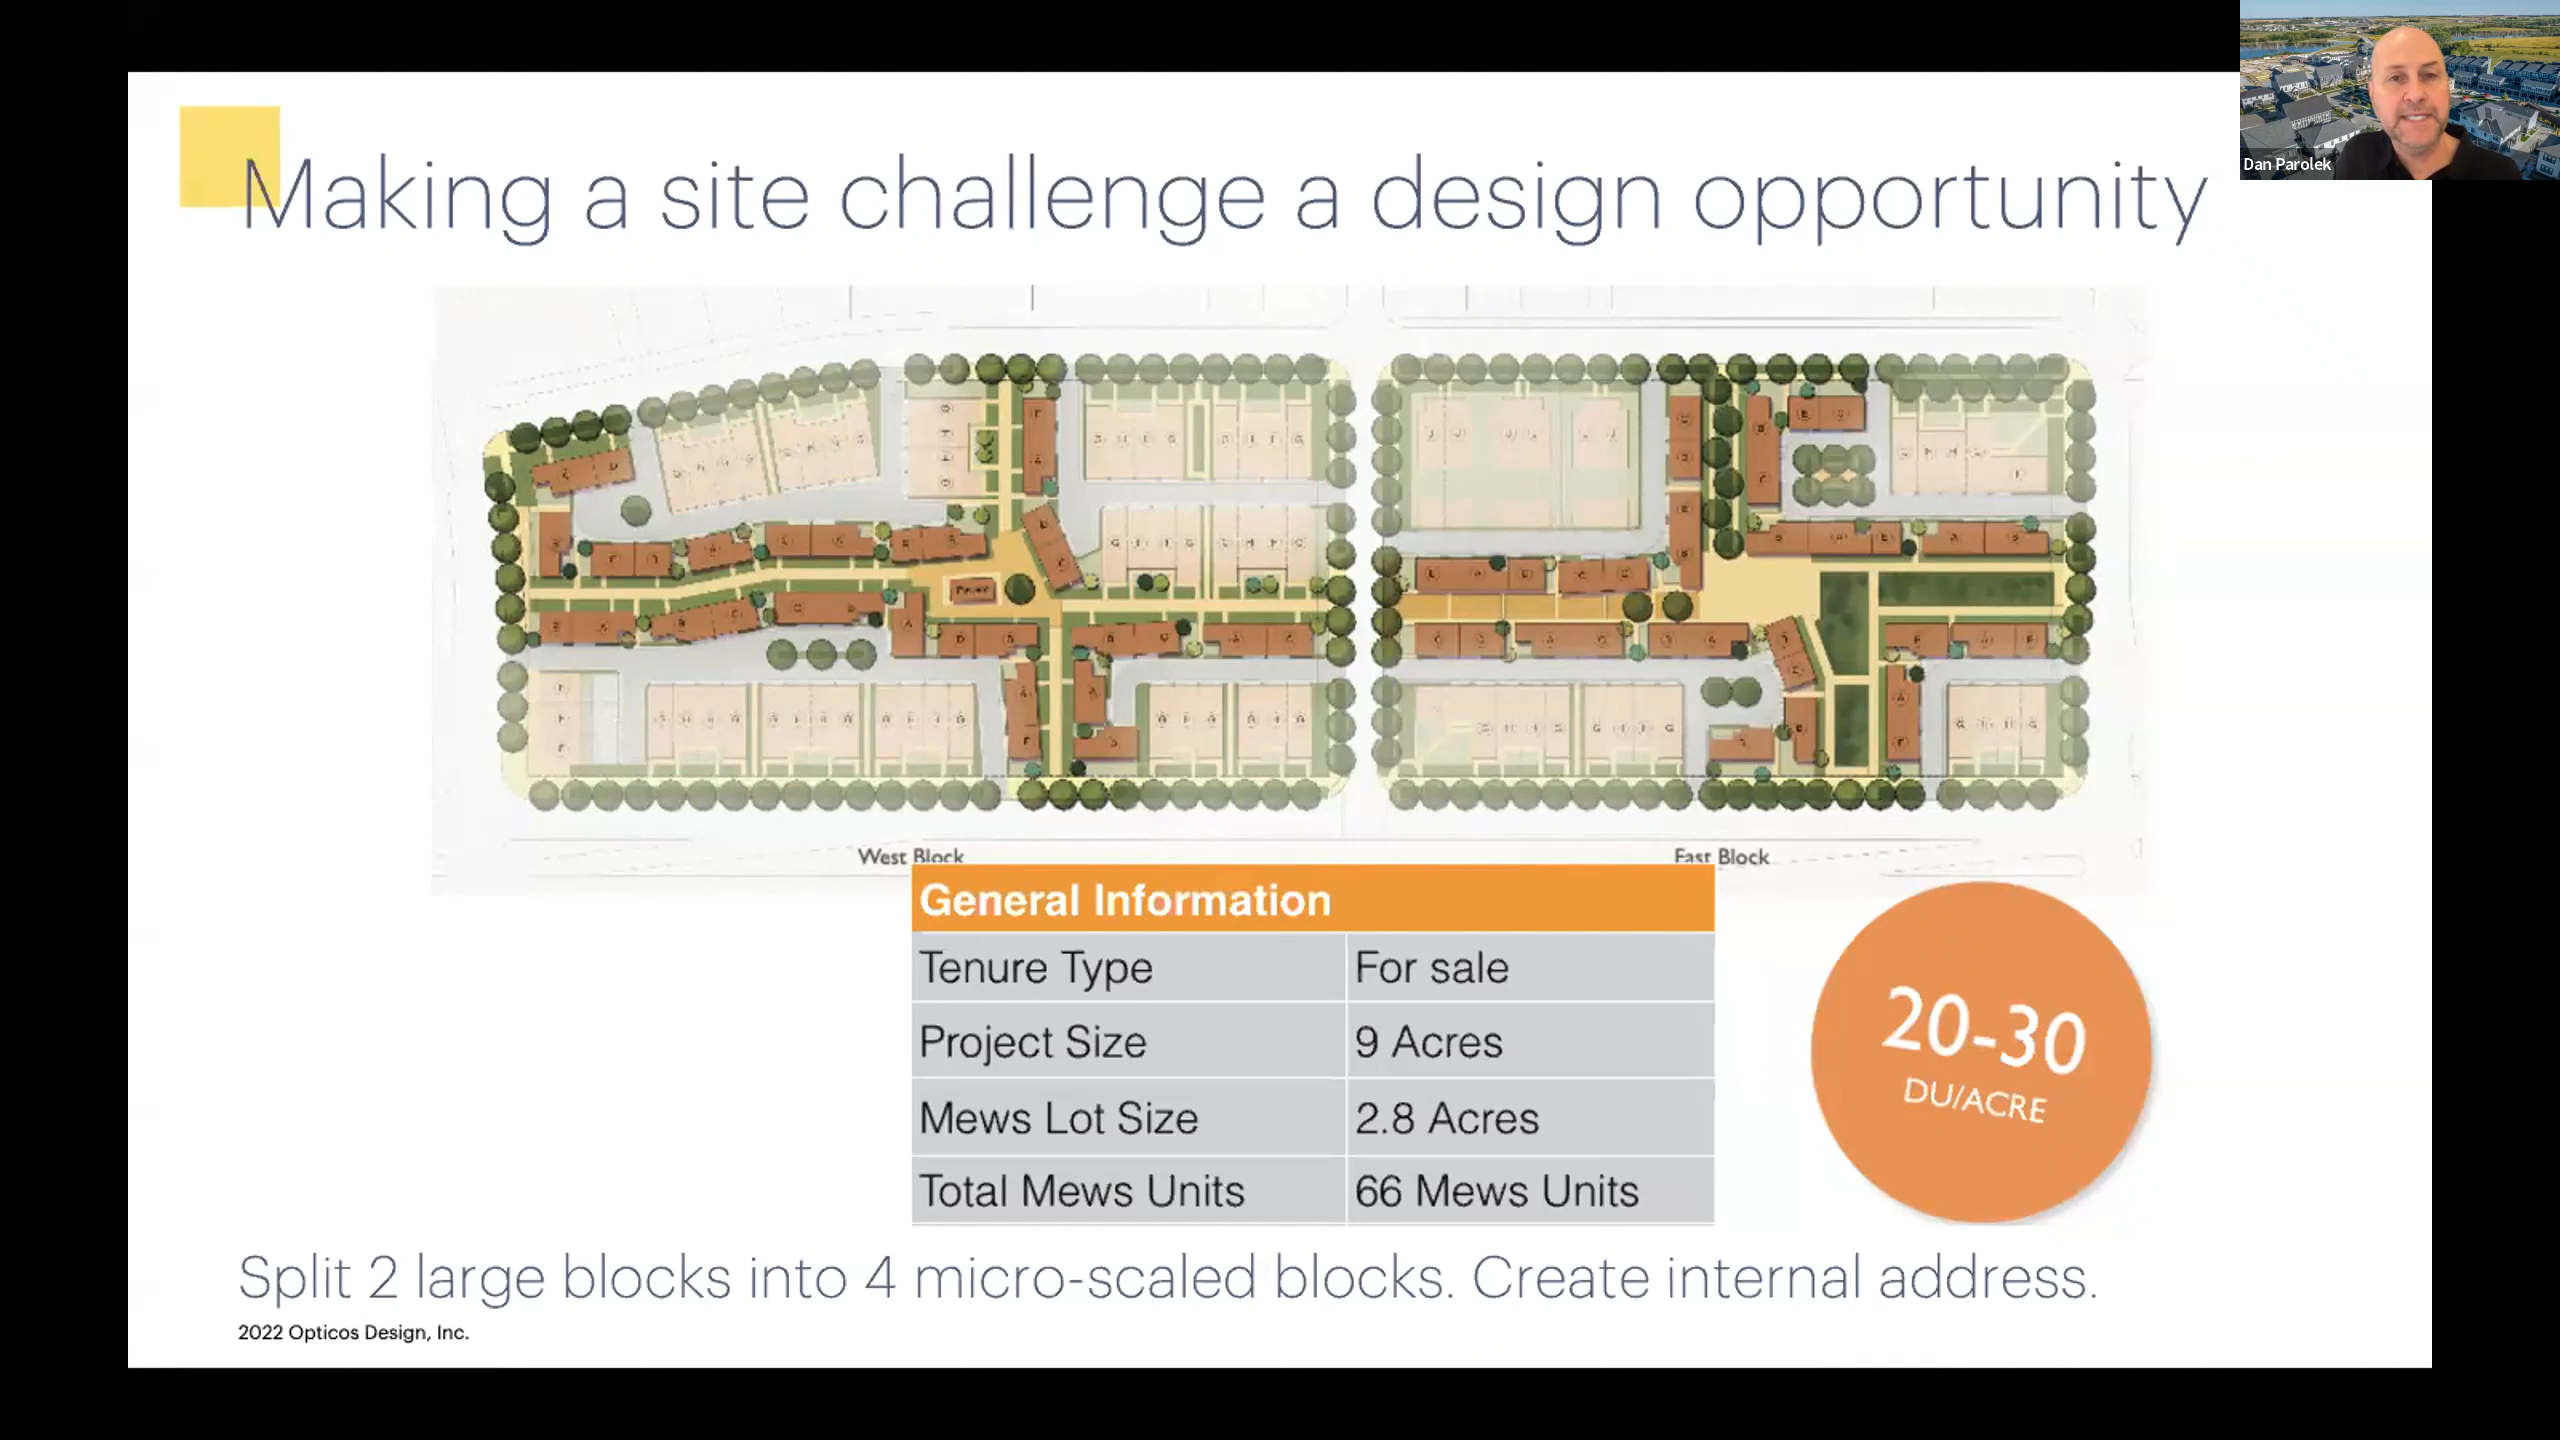 Dan Parolek
Making a site challenge a design opportunity
West Block
East Block
General Information
Tenure Type For sale
Project Size 9 Acres
Mews Lot Size 2.8 Acres
Total Mews Units 66 Mews Units
20-30
DU/ACRE
Split 2 large blocks into 4 micro-scaled blocks. Create internal address.
2022 Opticos Design, Inc.